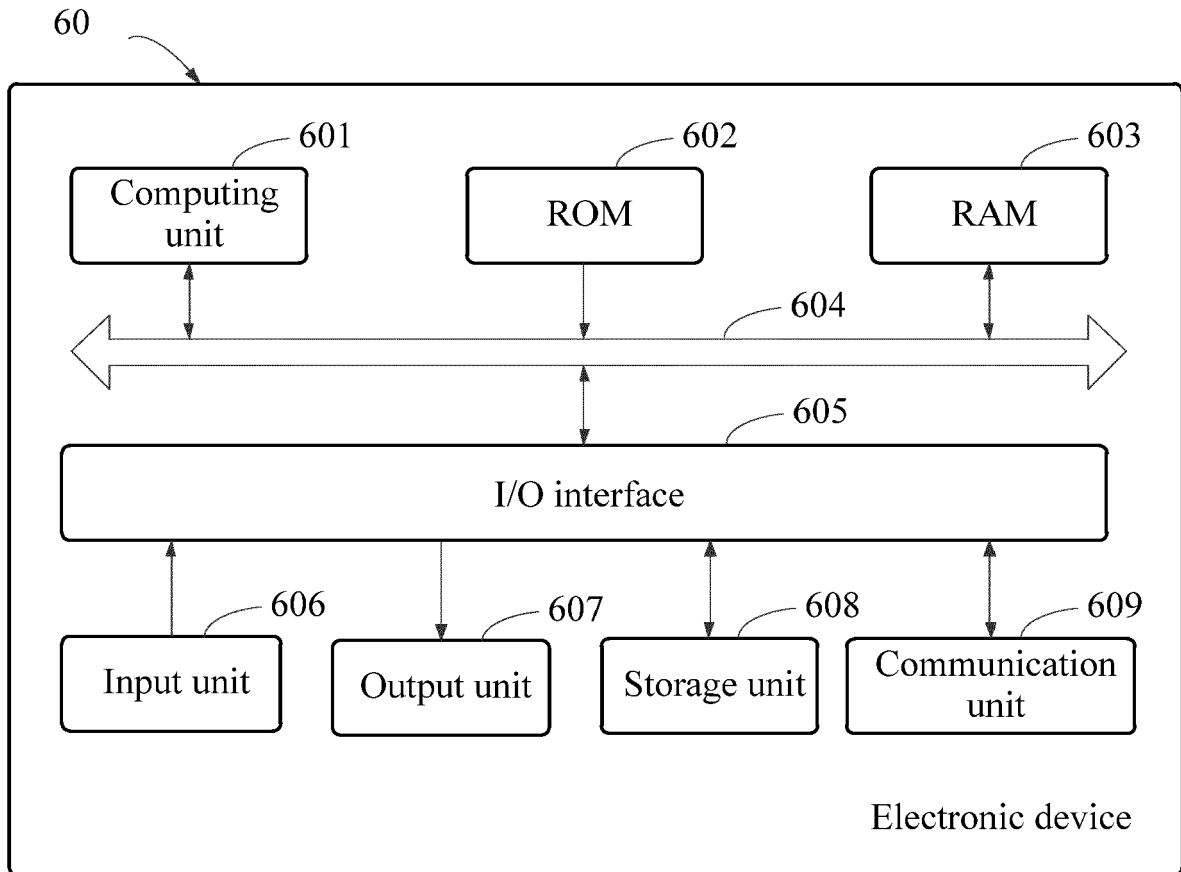 60
601
602
603
Computing
unit
ROM
RAM
604
605
I/O interface
606
607
608
609
Input unit
Output unit
Storage unit
Communication
unit
Electronic device